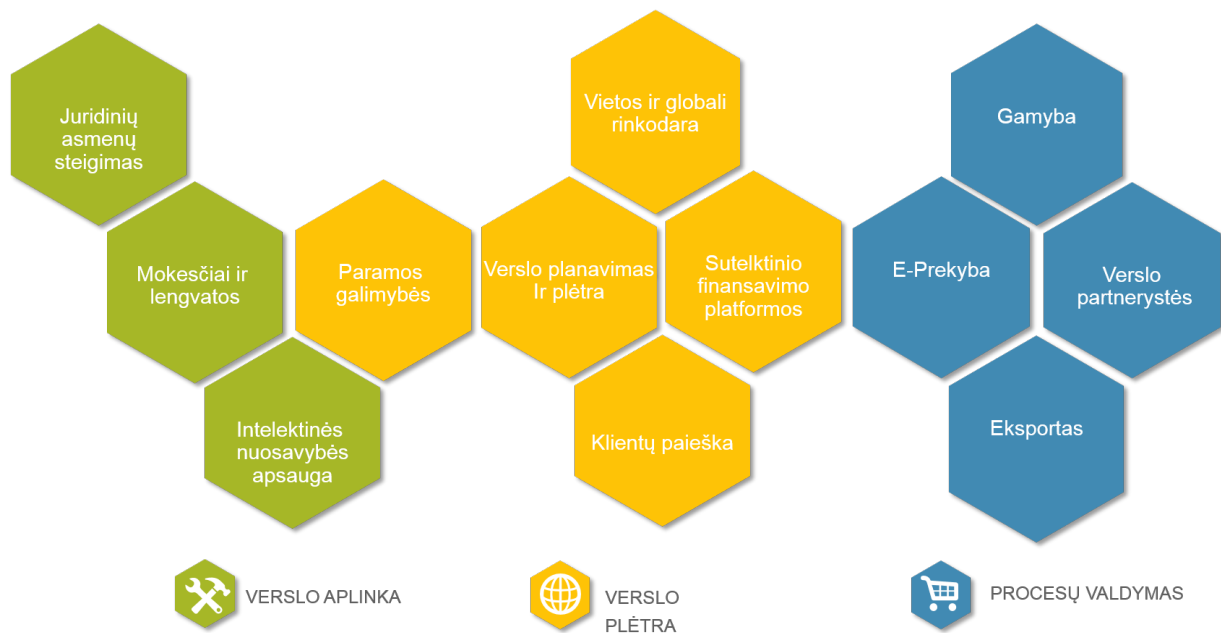 Juridinių
asmenų
steigimas
Mokesčiai ir
lengvatos
Intelektinės
nuosavybės
apsauga
Paramos
galimybės
Vietos ir globali
rinkodara
Verslo planavimas
Ir plėtra
Sutelktinio
finansavimo
platformos
Klientų paieška
Gamyba
E-Prekyba
Verslo
partnerystės
Eksportas
VERSLO APLINKA
VERSLO
PLĖTRA
PROCESŲ VALDYMAS